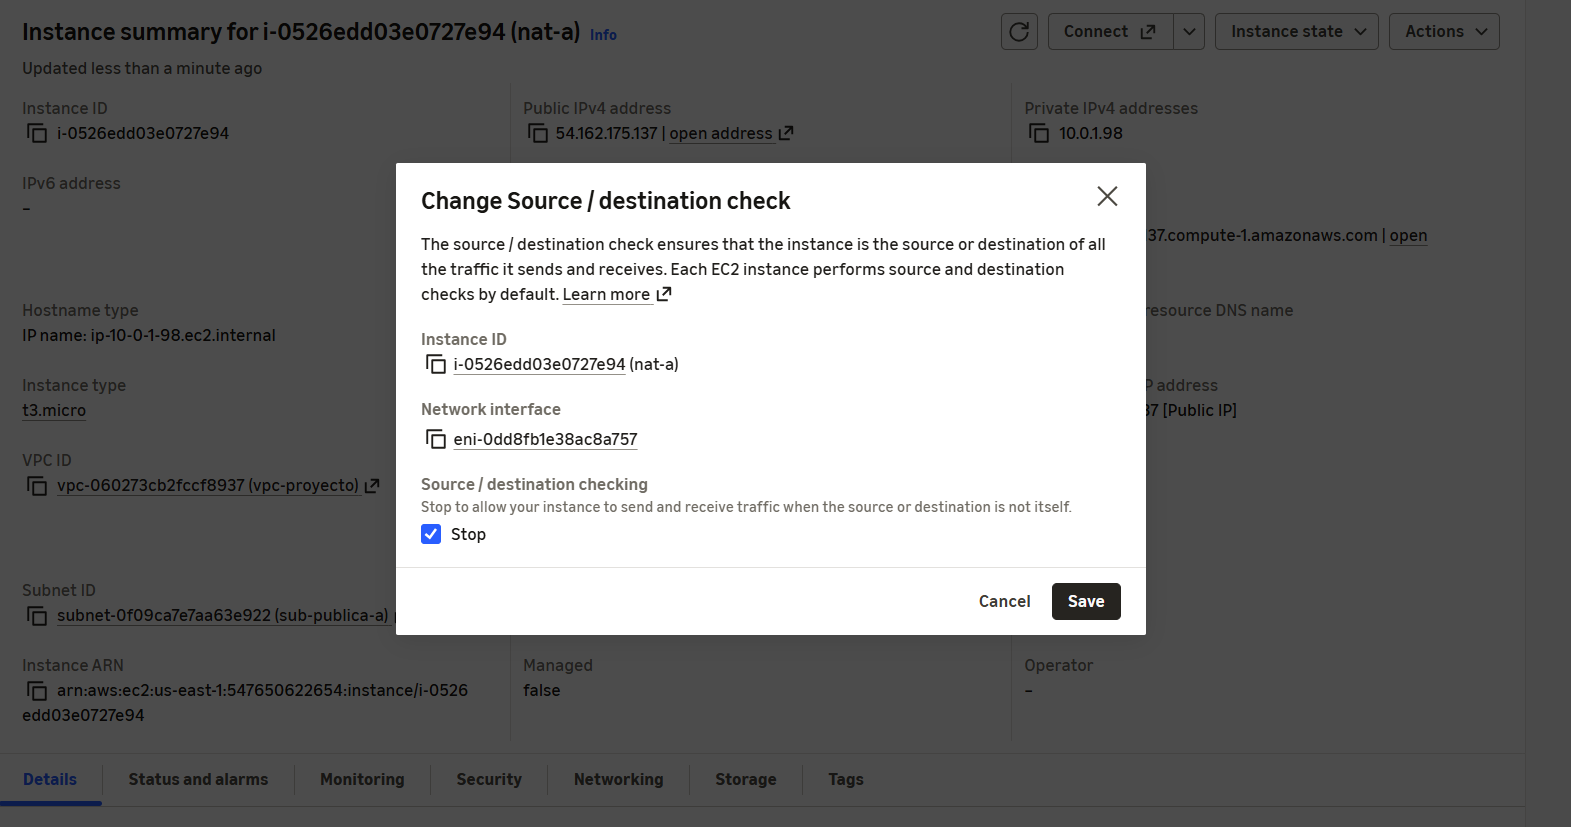 Instance summary for i-0526edd03e0727e94 (nat-a) Info
Connect
Instance state
Actions
Updated less than a minute ago
Instance ID
i-0526edd03e0727e94
Public IPv4 address
54.162.175.137 | open address
Private IPv4 addresses
10.0.1.98
IPv6 address
–
37.compute-1.amazonaws.com | open
Hostname type
IP name: ip-10-0-1-98.ec2.internal
resource DNS name
Instance type
t3.micro
P address
37 [Public IP]
VPC ID
vpc-060273cb2fccf8937 (vpc-proyecto)
Subnet ID
subnet-0f09ca7e7aa63e922 (sub-publica-a)
Instance ARN
arn:aws:ec2:us-east-1:547650622654:instance/i-0526
edd03e0727e94
Managed
false
Operator
–
Change Source / destination check
The source / destination check ensures that the instance is the source or destination of all
the traffic it sends and receives. Each EC2 instance performs source and destination
checks by default. Learn more
Instance ID
i-0526edd03e0727e94 (nat-a)
Network interface
eni-0dd8fb1e38ac8a757
Source / destination checking
Stop to allow your instance to send and receive traffic when the source or destination is not itself.
Stop
Cancel
Save
Details
Status and alarms
Monitoring
Security
Networking
Storage
Tags